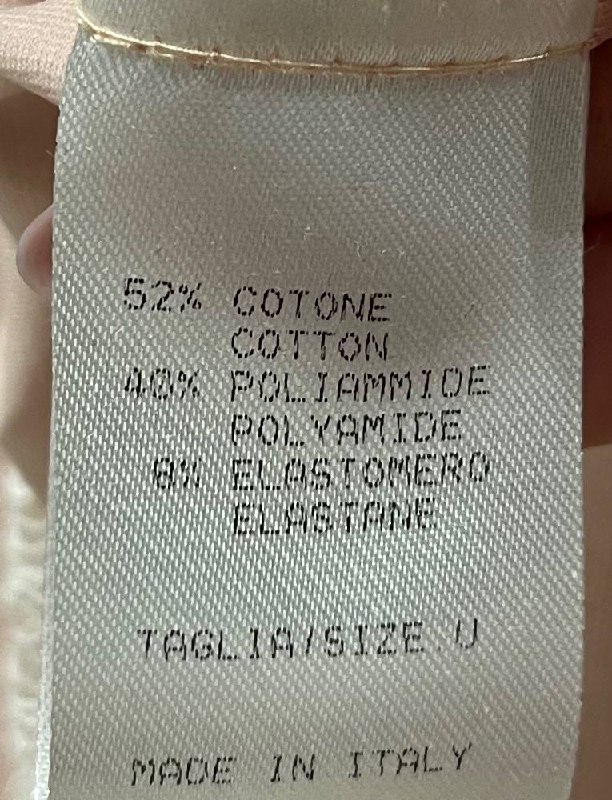 52% COTONE
COTTON
40% POLIAMMIDE
POLYAMIDE
8% ELASTOMERO
ELASTANE
TAGLIA/SIZE.U
MADE IN ITALY